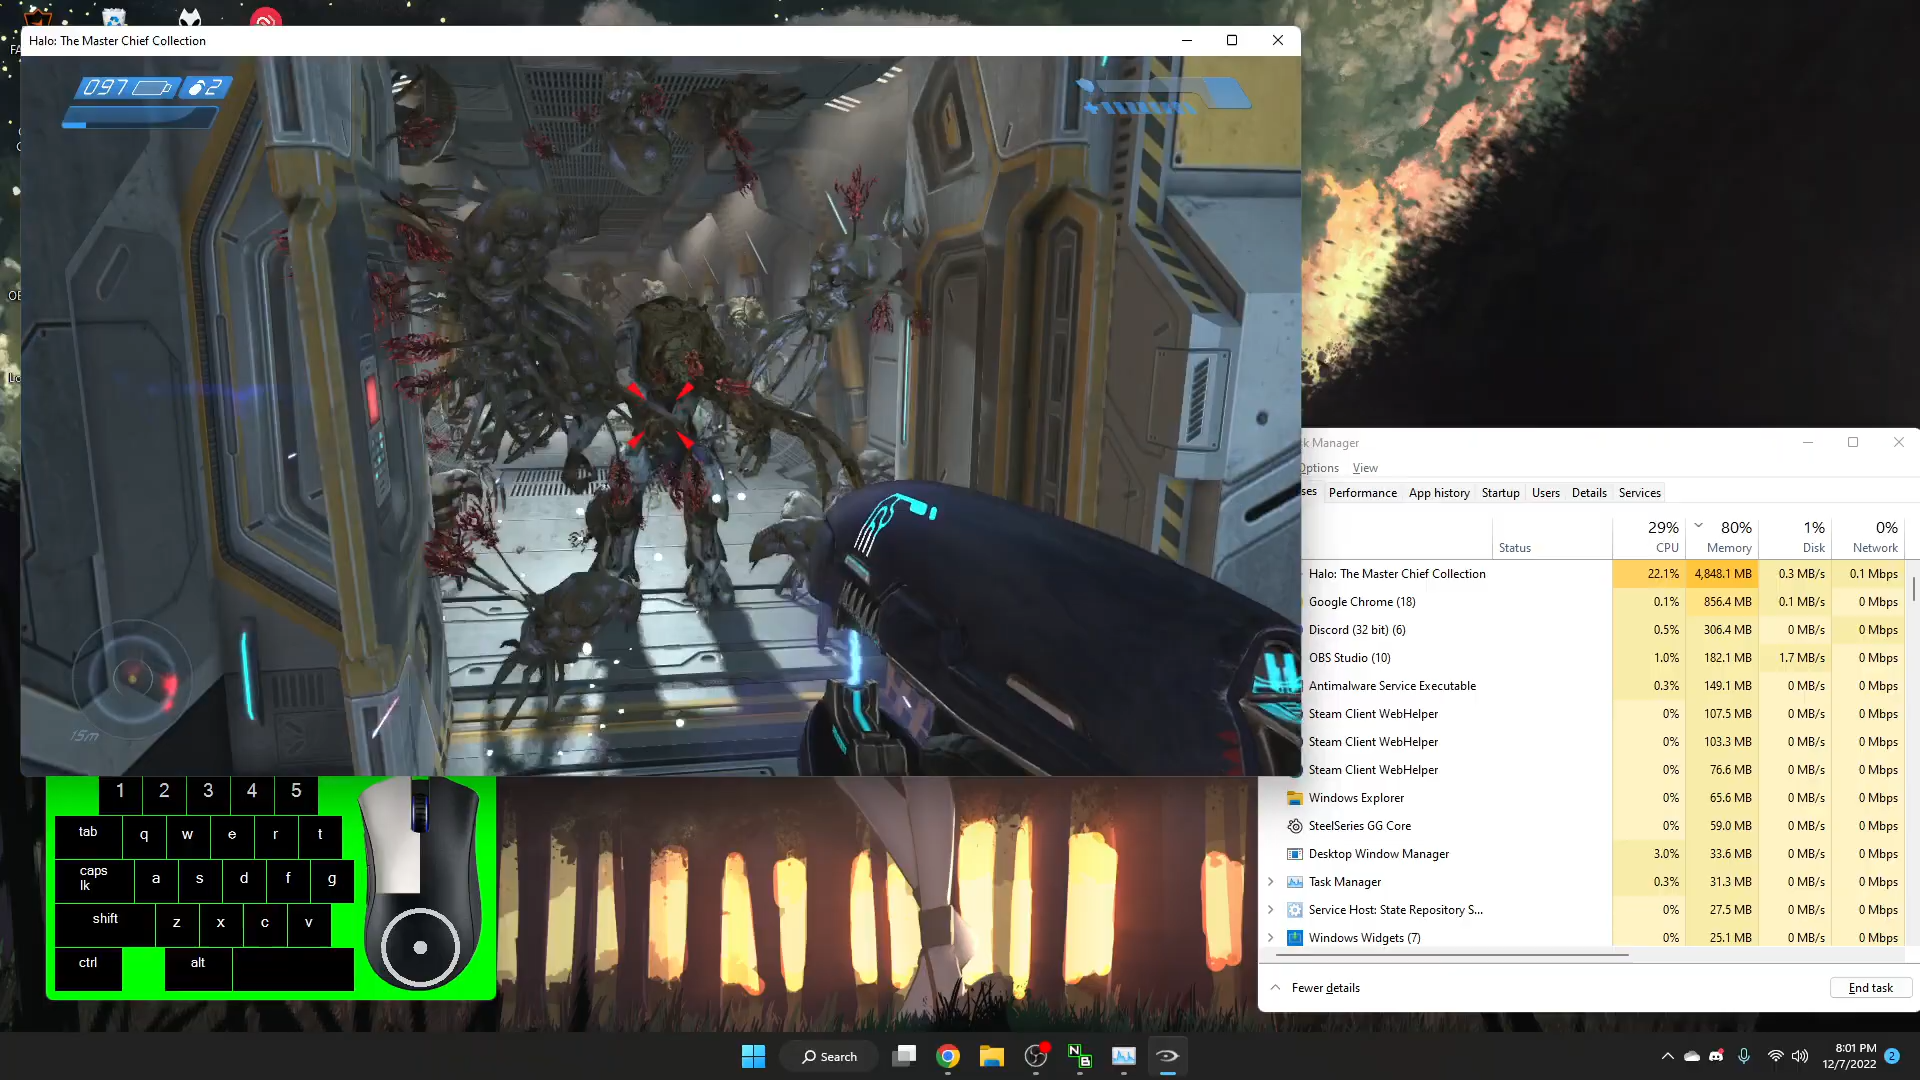 FA
Halo: The Master Chief Collection
097
2
OB
Lo
15m
k Manager
Options View
ses Performance App history Startup Users Details Services
29% 80% 1% 0%
Status CPU Memory Disk Network
Halo: The Master Chief Collection 22.1% 4,848.1 MB 0.3 MB/s 0.1 Mbps
Google Chrome (18) 0.1% 856.4 MB 0.1 MB/s 0 Mbps
Discord (32 bit) (6) 0.5% 306.4 MB 0 MB/s 0 Mbps
OBS Studio (10) 1.0% 182.1 MB 1.7 MB/s 0 Mbps
Antimalware Service Executable 0.3% 149.1 MB 0 MB/s 0 Mbps
Steam Client WebHelper 0% 107.5 MB 0 MB/s 0 Mbps
Steam Client WebHelper 0% 103.3 MB 0 MB/s 0 Mbps
Steam Client WebHelper 0% 76.6 MB 0 MB/s 0 Mbps
Windows Explorer 0% 65.6 MB 0 MB/s 0 Mbps
SteelSeries GG Core 0% 59.0 MB 0 MB/s 0 Mbps
Desktop Window Manager 3.0% 33.6 MB 0 MB/s 0 Mbps
Task Manager 0.3% 31.3 MB 0 MB/s 0 Mbps
Service Host: State Repository S... 0% 27.5 MB 0 MB/s 0 Mbps
Windows Widgets (7) 0% 25.1 MB 0 MB/s 0 Mbps
Fewer details End task
1 2 3 4 5
tab q w e r t
caps
lk a s d f g
shift z x c v
ctrl alt
Search
N
B
8:01 PM
12/7/2022
2